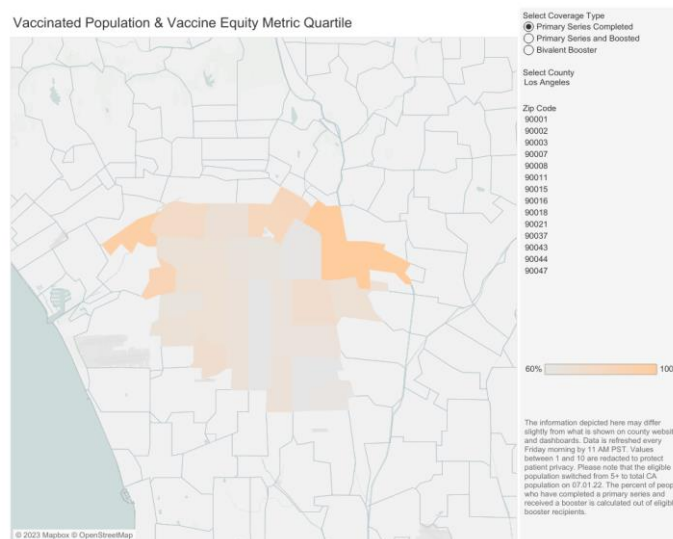 Vaccinated Population & Vaccine Equity Metric Quartile
Select Coverage Type
Primary Series Completed
Primary Series and Boosted
Bivalent Booster
Select County
Los Angeles
Zip Code
90001
90002
90003
90007
90008
90011
90015
90016
90018
90021
90037
90043
90044
90047
60%
100
The information depicted here may differ
slightly from what is shown on county websit
and dashboards. Data is refreshed every
Friday morning by 11 AM PST. Values
between 1 and 10 are redacted to protect
patient privacy. Please note that the eligible
population switched from 5+ to total CA
population on 07.01.22. The percent of peop
who have completed a primary series and
received a booster is calculated out of eligibl
booster recipients.
© 2023 Mapbox © OpenStreetMap